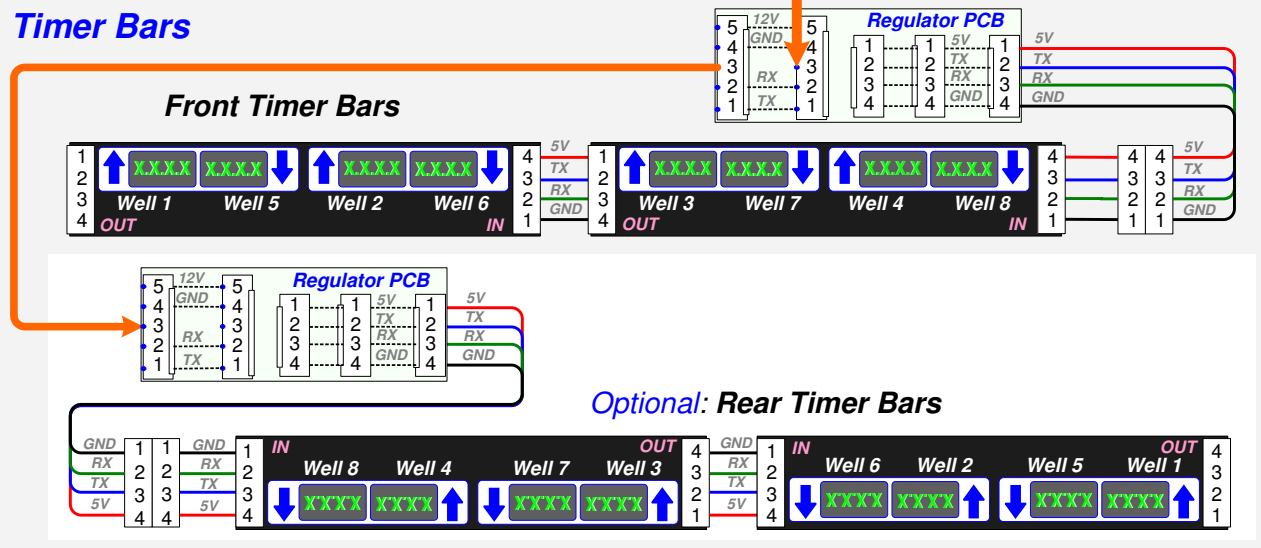 Timer Bars
Regulator PCB
5 12V 5
4 GND 4
3 3
2 RX 2
1 TX 1
1 1 5V 1 5V
2 2 TX 2 TX
3 3 RX 3 RX
4 4 GND 4 GND
Front Timer Bars
1 X.X.X.X X.X.X.X X.X.X.X X.X.X.X 4 5V 1 X.X.X.X X.X.X.X X.X.X.X X.X.X.X 4 4 4 5V
2 3 TX 2 3 3 3 TX
3 Well 1 Well 5 Well 2 Well 6 2 RX 3 Well 3 Well 7 Well 4 Well 8 2 2 2 RX
4 OUT IN 1 GND 4 OUT IN 1 1 1 GND
Regulator PCB
5 12V 5
4 GND 4
3 3
2 RX 2
1 TX 1
1 1 5V 1 5V
2 2 TX 2 TX
3 3 RX 3 RX
4 4 GND 4 GND
Optional: Rear Timer Bars
GND 1 1 GND 1 IN OUT 4 GND 1 IN OUT 4
RX 2 2 RX 2 Well 8 Well 4 Well 7 Well 3 3 RX 2 Well 6 Well 2 Well 5 Well 1 3
TX 3 3 TX 3 X.X.X.X X.X.X.X X.X.X.X X.X.X.X 2 TX 3 X.X.X.X X.X.X.X X.X.X.X X.X.X.X 2
5V 4 4 5V 4 1 5V 4 1